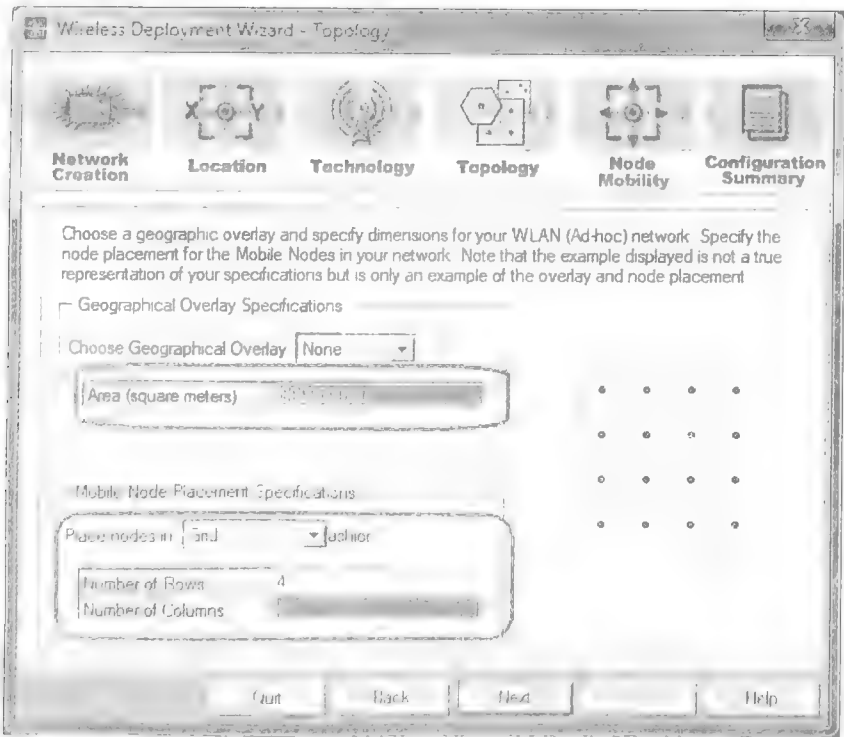 Wireless Deployment Wizard - Topology
X Y
Network Creation
Location
Technology
Topology
Node Mobility
Configuration Summary
Choose a geographic overlay and specify dimensions for your WLAN (Ad-hoc) network Specify the
node placement for the Mobile Nodes in your network Note that the example displayed is not a true
representation of your specifications but is only an example of the overlay and node placement
Geographical Overlay Specifications
Choose Geographical Overlay None
Area (square meters)
Mobile Node Placement Specifications
Place nodes in Grid fashion
Number of Rows 4
Number of Columns
Quit Back Next Help